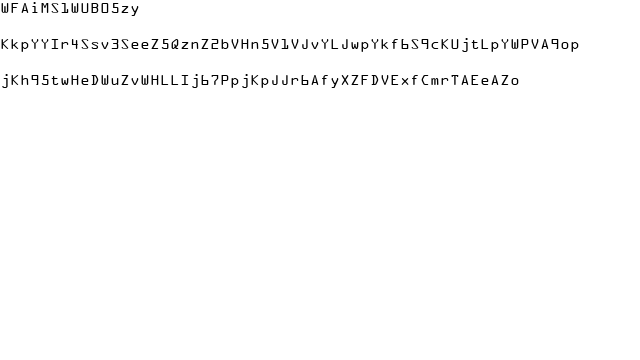 WFAiMS1WUBO5zy
KkpYYIr4Ssv3SeeZ5QznZ2bVHn5V1VJvYLJwpYkf6S9cKUjtLpYWPVA9op
jKh95twHeDWuZvWHLLIj67PpjKpJJr6AfyXZFDVExfCmrTAEeAZo